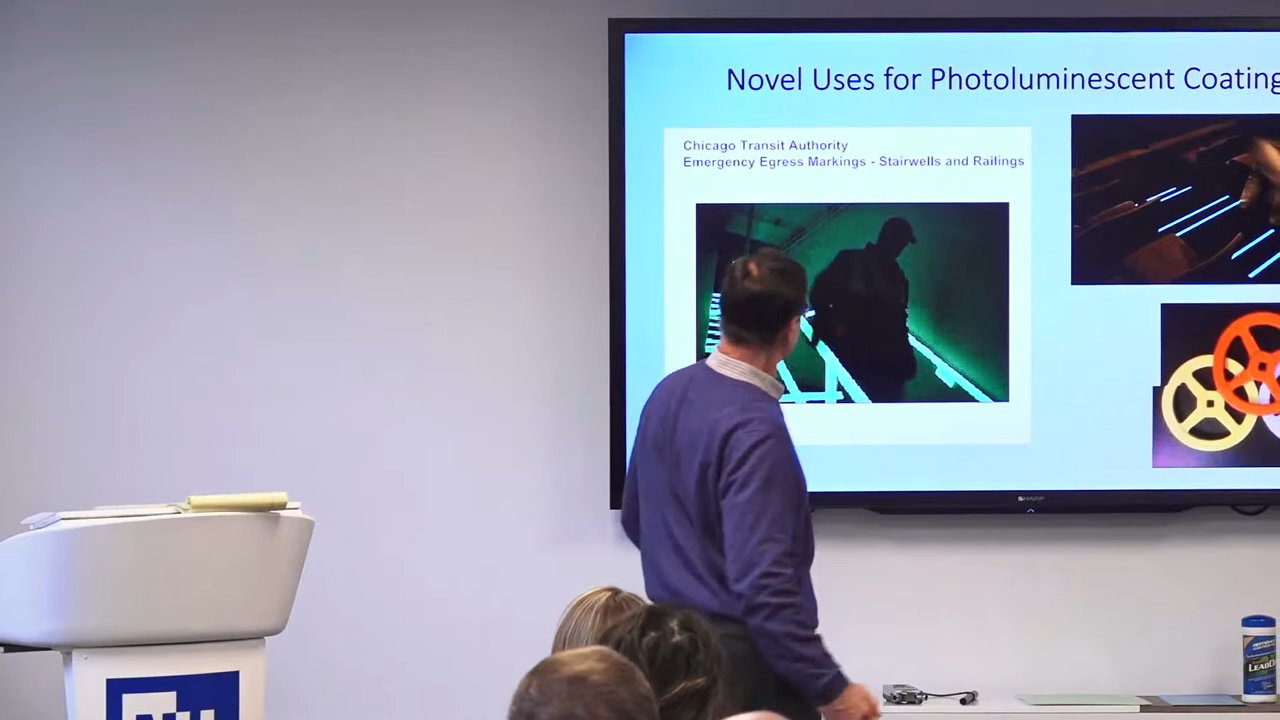 Novel Uses for Photoluminescent Coating
Chicago Transit Authority
Emergency Egress Markings - Stairwells and Railings
SHARP